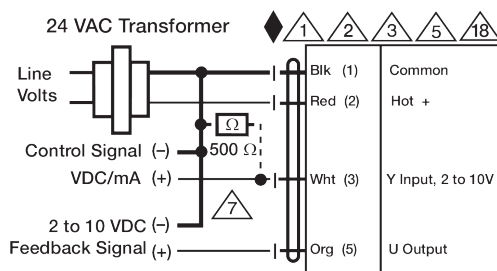 24 VAC Transformer
1 2 3 5 18
Line
Volts
Blk (1) Common
Red (2) Hot +
Ω
500 Ω
Control Signal (–)
VDC/mA (+)
Wht (3) Y Input, 2 to 10V
7
2 to 10 VDC (–)
Feedback Signal (+)
Org (5) U Output